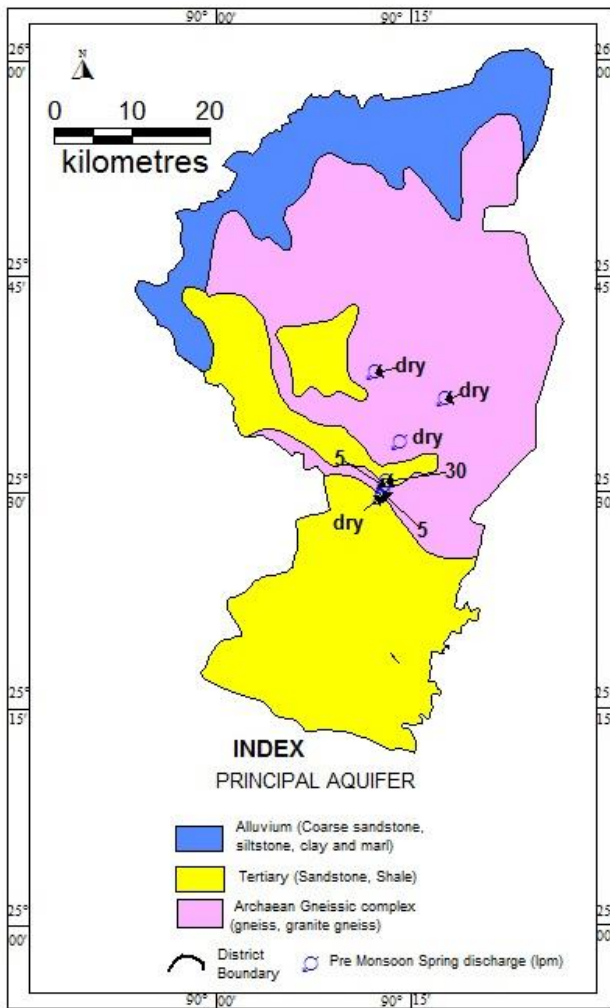 90° 00' 90° 15'
26°
00'
26°
00'
N
0 10 20
kilometres
25°
45'
25°
45'
dry
dry
dry
5
30
25°
30'
25°
30'
dry
5
25°
15'
25°
15'
INDEX
PRINCIPAL AQUIFER
Alluvium (Coarse sandstone,
siltstone, clay and marl)
Tertiary (Sandstone, Shale)
Archaean Gneissic complex
(gneiss, granite gneiss)
25°
00'
25°
00'
District
Boundary
Pre Monsoon Spring discharge (lpm)
90° 00' 90° 15'